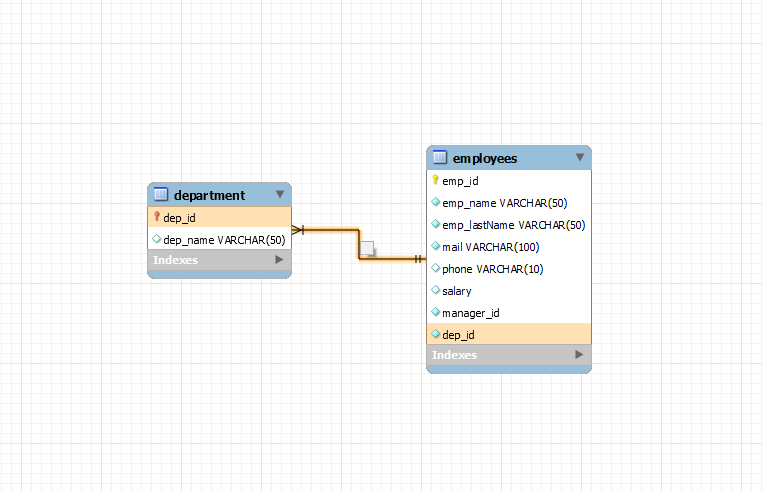 department
dep_id
dep_name VARCHAR(50)
Indexes
employees
emp_id
emp_name VARCHAR(50)
emp_lastName VARCHAR(50)
mail VARCHAR(100)
phone VARCHAR(10)
salary
manager_id
dep_id
Indexes